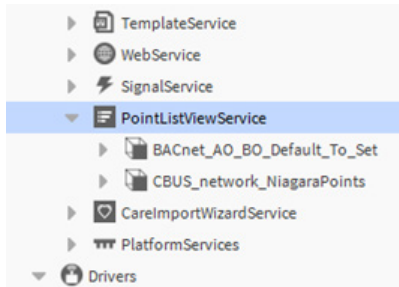 TemplateService
WebService
SignalService
PointListViewService
BACnet_AO_BO_Default_To_Set
CBUS_network_NiagaraPoints
CareImportWizardService
PlatformServices
Drivers